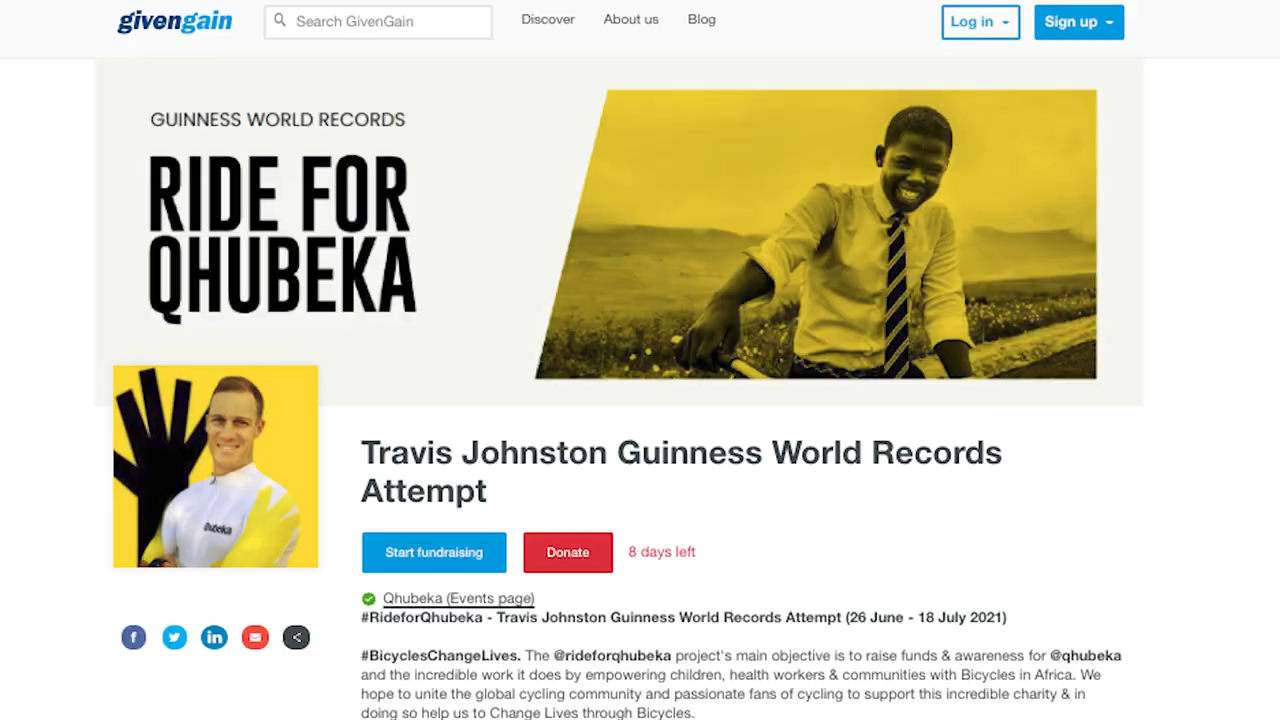 givengain
Search GivenGain
Discover
About us
Blog
Log in
Sign up
GUINNESS WORLD RECORDS
RIDE FOR
QHUBEKA
Qhubeka
Travis Johnston Guinness World Records
Attempt
Start fundraising
Donate
8 days left
Qhubeka (Events page)
#RideforQhubeka - Travis Johnston Guinness World Records Attempt (26 June - 18 July 2021)
#BicyclesChangeLives. The @rideforqhubeka project's main objective is to raise funds & awareness for @qhubeka
and the incredible work it does by empowering children, health workers & communities with Bicycles in Africa. We
hope to unite the global cycling community and passionate fans of cycling to support this incredible charity & in
doing so help us to Change Lives through Bicycles.